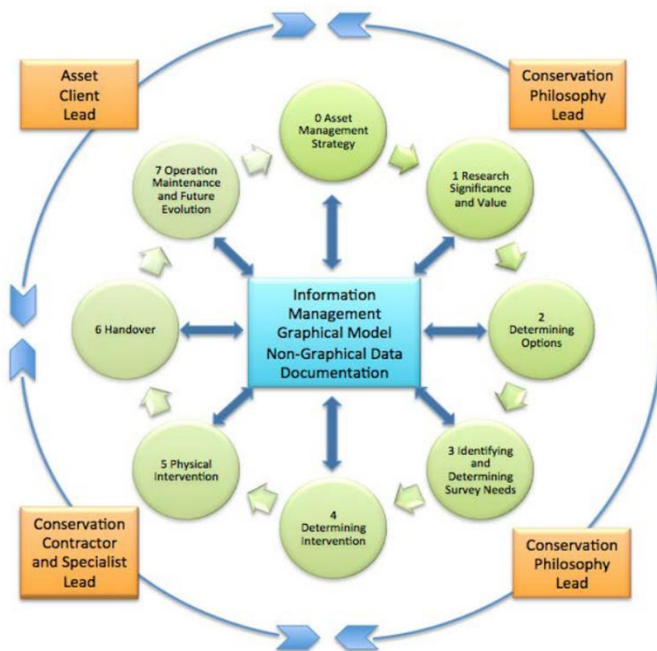 Asset
Client
Lead
Conservation
Philosophy
Lead
0 Asset
Management
Strategy
1 Research
Significance
and Value
2
Determining
Options
3 Identifying
and
Determining
Survey Needs
4
Determining
Intervention
5 Physical
Intervention
6 Handover
7 Operation
Maintenance
and Future
Evolution
Information
Management
Graphical Model
Non-Graphical Data
Documentation
Conservation
Contractor
and Specialist
Lead
Conservation
Philosophy
Lead